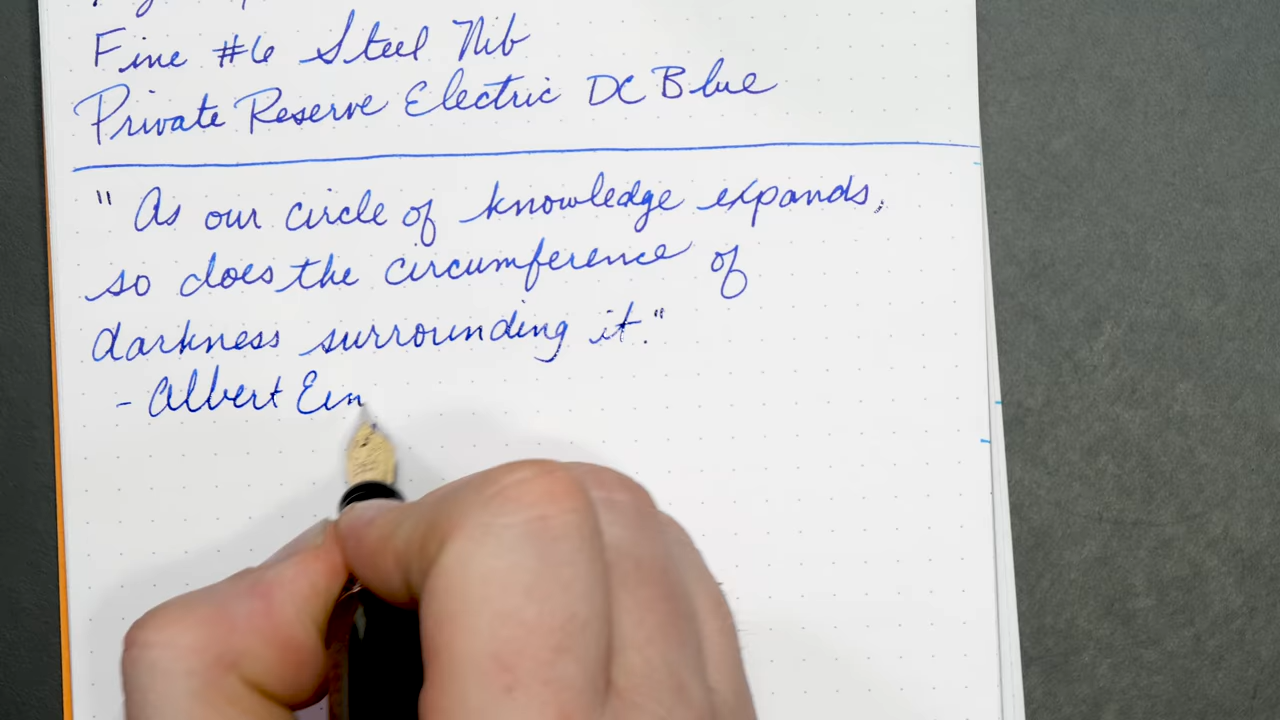 Fine #6 Steel Nib
Private Reserve Electric DC Blue
" As our circle of knowledge expands,
so does the circumference of
darkness surrounding it."
- Albert Ein